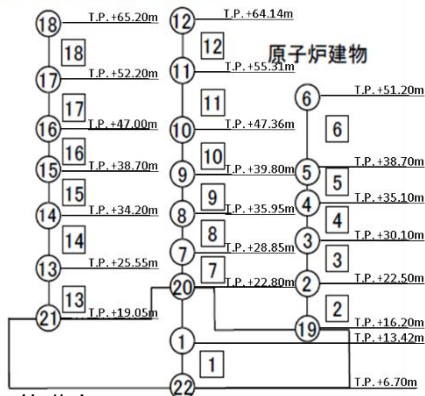 ⑱ T.P.+65.20m
18
⑰ T.P.+52.20m
17
⑯ T.P.+47.00m
16
⑮ T.P.+38.70m
15
⑭ T.P.+34.20m
14
⑬ T.P.+25.55m
13
㉑ T.P.+19.05m
⑫ T.P.+64.14m
12
⑪ T.P.+55.31m
11
⑩ T.P.+47.36m
10
⑨ T.P.+39.80m
9
⑧ T.P.+35.95m
8
⑦ T.P.+28.85m
7
⑳ T.P.+22.80m
① T.P.+13.42m
1
㉒ T.P.+6.70m
原子炉建物
⑥ T.P.+51.20m
6
⑤ T.P.+38.70m
5
④ T.P.+35.10m
4
③ T.P.+30.10m
3
② T.P.+22.50m
2
⑲ T.P.+16.20m